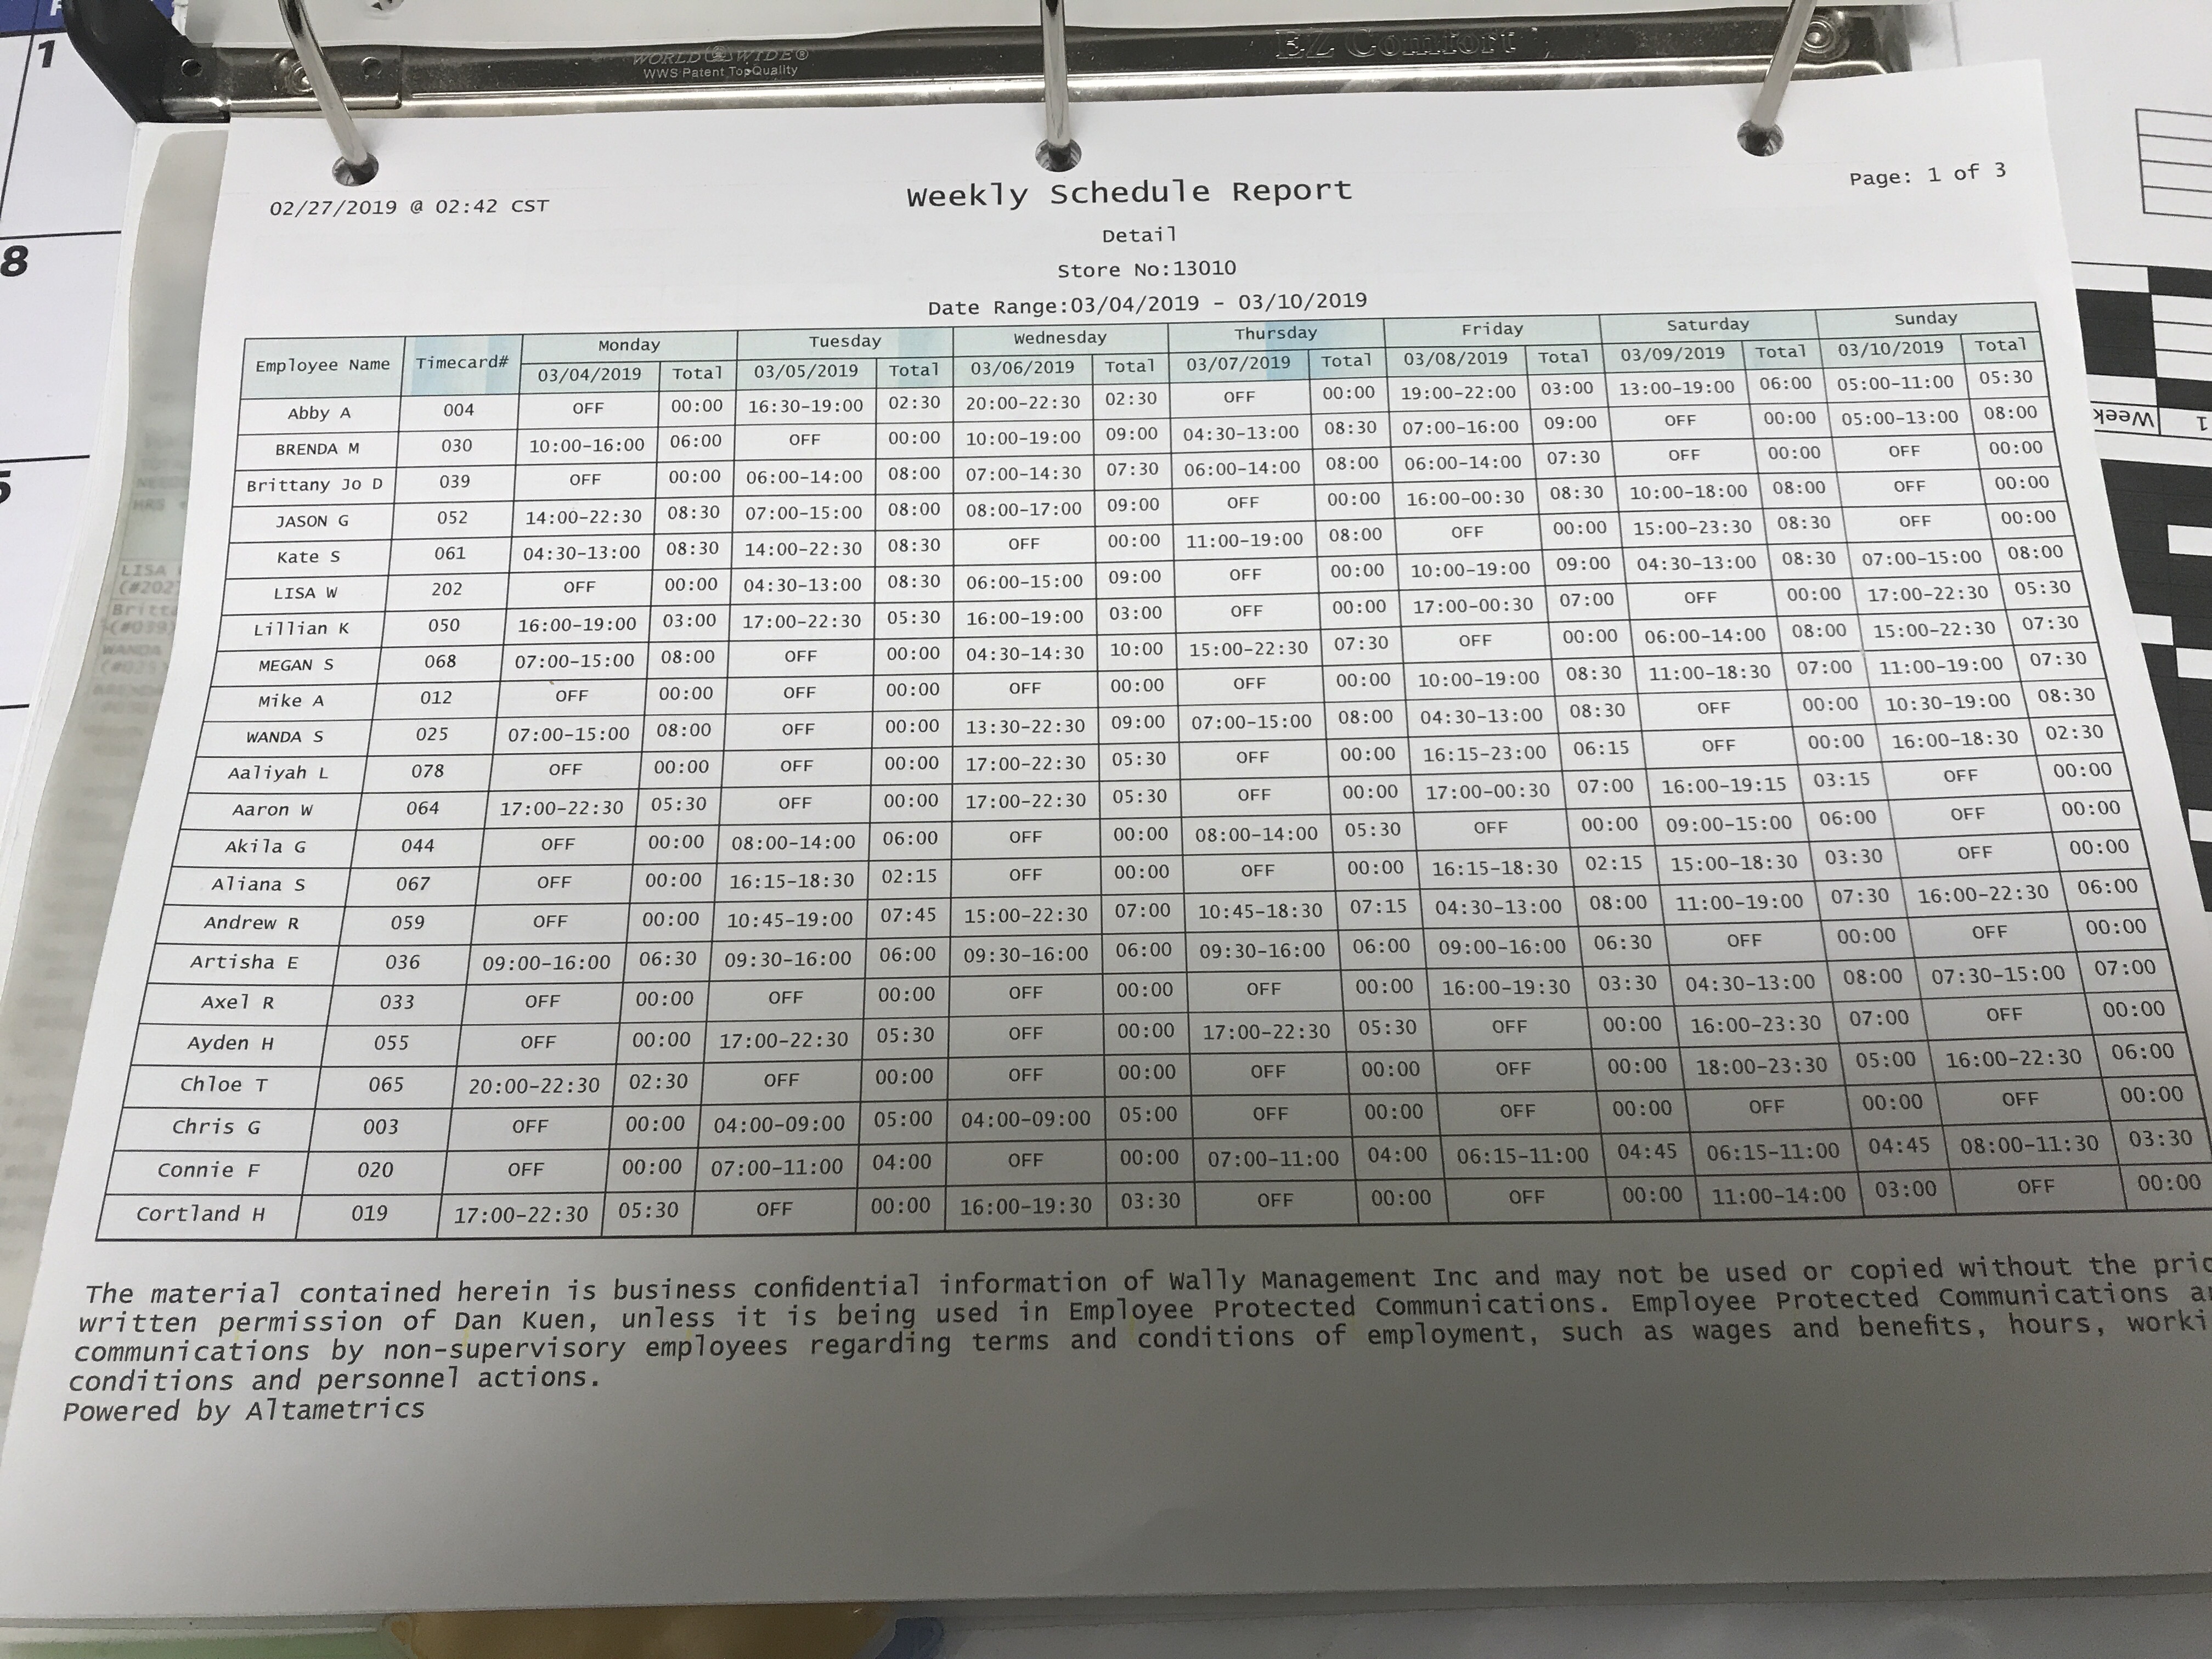 1
8
5
WORLD WIDE®
WWS Patent TopQuality
EZ Comfort
02/27/2019 @ 02:42 CST
Weekly Schedule Report
Page: 1 of 3
Detail
Store No:13010
Date Range:03/04/2019 - 03/10/2019
Employee Name Timecard# Monday Tuesday Wednesday Thursday Friday Saturday Sunday
03/04/2019 Total 03/05/2019 Total 03/06/2019 Total 03/07/2019 Total 03/08/2019 Total 03/09/2019 Total 03/10/2019 Total
Abby A 004 OFF 00:00 16:30-19:00 02:30 20:00-22:30 02:30 OFF 00:00 19:00-22:00 03:00 13:00-19:00 06:00 05:00-11:00 05:30
BRENDA M 030 10:00-16:00 06:00 OFF 00:00 10:00-19:00 09:00 04:30-13:00 08:30 07:00-16:00 09:00 OFF 00:00 05:00-13:00 08:00
Brittany Jo D 039 OFF 00:00 06:00-14:00 08:00 07:00-14:30 07:30 06:00-14:00 08:00 06:00-14:00 07:30 OFF 00:00 OFF 00:00
JASON G 052 14:00-22:30 08:30 07:00-15:00 08:00 08:00-17:00 09:00 OFF 00:00 16:00-00:30 08:30 10:00-18:00 08:00 OFF 00:00
Kate S 061 04:30-13:00 08:30 14:00-22:30 08:30 OFF 00:00 11:00-19:00 08:00 OFF 00:00 15:00-23:30 08:30 OFF 00:00
LISA W 202 OFF 00:00 04:30-13:00 08:30 06:00-15:00 09:00 OFF 00:00 10:00-19:00 09:00 04:30-13:00 08:30 07:00-15:00 08:00
Lillian K 050 16:00-19:00 03:00 17:00-22:30 05:30 16:00-19:00 03:00 OFF 00:00 17:00-00:30 07:00 OFF 00:00 17:00-22:30 05:30
MEGAN S 068 07:00-15:00 08:00 OFF 00:00 04:30-14:30 10:00 15:00-22:30 07:30 OFF 00:00 06:00-14:00 08:00 15:00-22:30 07:30
Mike A 012 OFF 00:00 OFF 00:00 OFF 00:00 OFF 00:00 10:00-19:00 08:30 11:00-18:30 07:00 11:00-19:00 07:30
WANDA S 025 07:00-15:00 08:00 OFF 00:00 13:30-22:30 09:00 07:00-15:00 08:00 04:30-13:00 08:30 OFF 00:00 10:30-19:00 08:30
Aaliyah L 078 OFF 00:00 OFF 00:00 17:00-22:30 05:30 OFF 00:00 16:15-23:00 06:15 OFF 00:00 16:00-18:30 02:30
Aaron W 064 17:00-22:30 05:30 OFF 00:00 17:00-22:30 05:30 OFF 00:00 17:00-00:30 07:00 16:00-19:15 03:15 OFF 00:00
Akila G 044 OFF 00:00 08:00-14:00 06:00 OFF 00:00 08:00-14:00 05:30 OFF 00:00 09:00-15:00 06:00 OFF 00:00
Aliana S 067 OFF 00:00 16:15-18:30 02:15 OFF 00:00 OFF 00:00 16:15-18:30 02:15 15:00-18:30 03:30 OFF 00:00
Andrew R 059 OFF 00:00 10:45-19:00 07:45 15:00-22:30 07:00 10:45-18:30 07:15 04:30-13:00 08:00 11:00-19:00 07:30 16:00-22:30 06:00
Artisha E 036 09:00-16:00 06:30 09:30-16:00 06:00 09:30-16:00 06:00 09:30-16:00 06:00 09:00-16:00 06:30 OFF 00:00 OFF 00:00
Axel R 033 OFF 00:00 OFF 00:00 OFF 00:00 OFF 00:00 16:00-19:30 03:30 04:30-13:00 08:00 07:30-15:00 07:00
Ayden H 055 OFF 00:00 17:00-22:30 05:30 OFF 00:00 17:00-22:30 05:30 OFF 00:00 16:00-23:30 07:00 OFF 00:00
Chloe T 065 20:00-22:30 02:30 OFF 00:00 OFF 00:00 OFF 00:00 OFF 00:00 18:00-23:30 05:00 16:00-22:30 06:00
Chris G 003 OFF 00:00 04:00-09:00 05:00 04:00-09:00 05:00 OFF 00:00 OFF 00:00 OFF 00:00 OFF 00:00
Connie F 020 OFF 00:00 07:00-11:00 04:00 OFF 00:00 07:00-11:00 04:00 06:15-11:00 04:45 06:15-11:00 04:45 08:00-11:30 03:30
Cortland H 019 17:00-22:30 05:30 OFF 00:00 16:00-19:30 03:30 OFF 00:00 OFF 00:00 11:00-14:00 03:00 OFF 00:00
The material contained herein is business confidential information of Wally Management Inc and may not be used or copied without the
written permission of Dan Kuen, unless it is being used in Employee Protected Communications. Employee Protected Communications
communications by non-supervisory employees regarding terms and conditions of employment, such as wages and benefits, hours,
conditions and personnel actions.
Powered by Altametrics
Week 1
LISA
(#202
Britta
(#039)
WANDA
(#025)